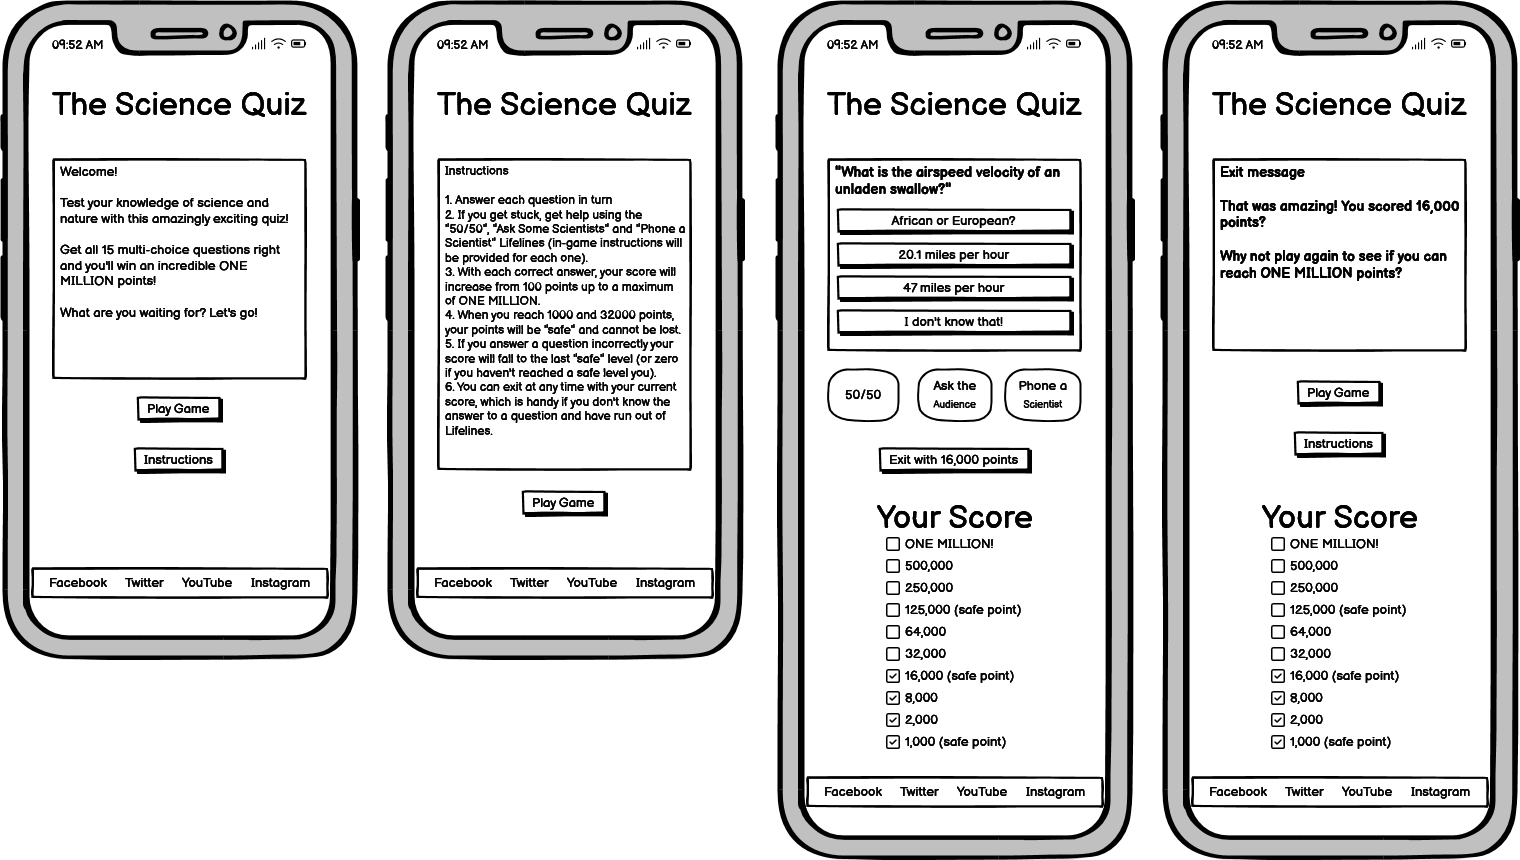 09:52 AM
The Science Quiz
Welcome!
Test your knowledge of science and
nature with this amazingly exciting quiz!
Get all 15 multi-choice questions right
and you'll win an incredible ONE
MILLION points!
What are you waiting for? Let's go!
Play Game
Instructions
Facebook Twitter YouTube Instagram
09:52 AM
The Science Quiz
Instructions
1. Answer each question in turn
2. If you get stuck, get help using the
"50/50", "Ask Some Scientists" and "Phone a
Scientist" Lifelines (in-game instructions will
be provided for each one).
3. With each correct answer, your score will
increase from 100 points up to a maximum
of ONE MILLION.
4. When you reach 1000 and 32000 points,
your points will be "safe" and cannot be lost.
5. If you answer a question incorrectly your
score will fall to the last "safe" level (or zero
if you haven't reached a safe level you).
6. You can exit at any time with your current
score, which is handy if you don't know the
answer to a question and have run out of
Lifelines.
Play Game
Facebook Twitter YouTube Instagram
09:52 AM
The Science Quiz
"What is the airspeed velocity of an
unladen swallow?"
African or European?
20.1 miles per hour
47 miles per hour
I don't know that!
50/50
Ask the
Audience
Phone a
Scientist
Exit with 16,000 points
Your Score
ONE MILLION!
500,000
250,000
125,000 (safe point)
64,000
32,000
16,000 (safe point)
8,000
2,000
1,000 (safe point)
Facebook Twitter YouTube Instagram
09:52 AM
The Science Quiz
Exit message
That was amazing! You scored 16,000
points?
Why not play again to see if you can
reach ONE MILLION points?
Play Game
Instructions
Your Score
ONE MILLION!
500,000
250,000
125,000 (safe point)
64,000
32,000
16,000 (safe point)
8,000
2,000
1,000 (safe point)
Facebook Twitter YouTube Instagram